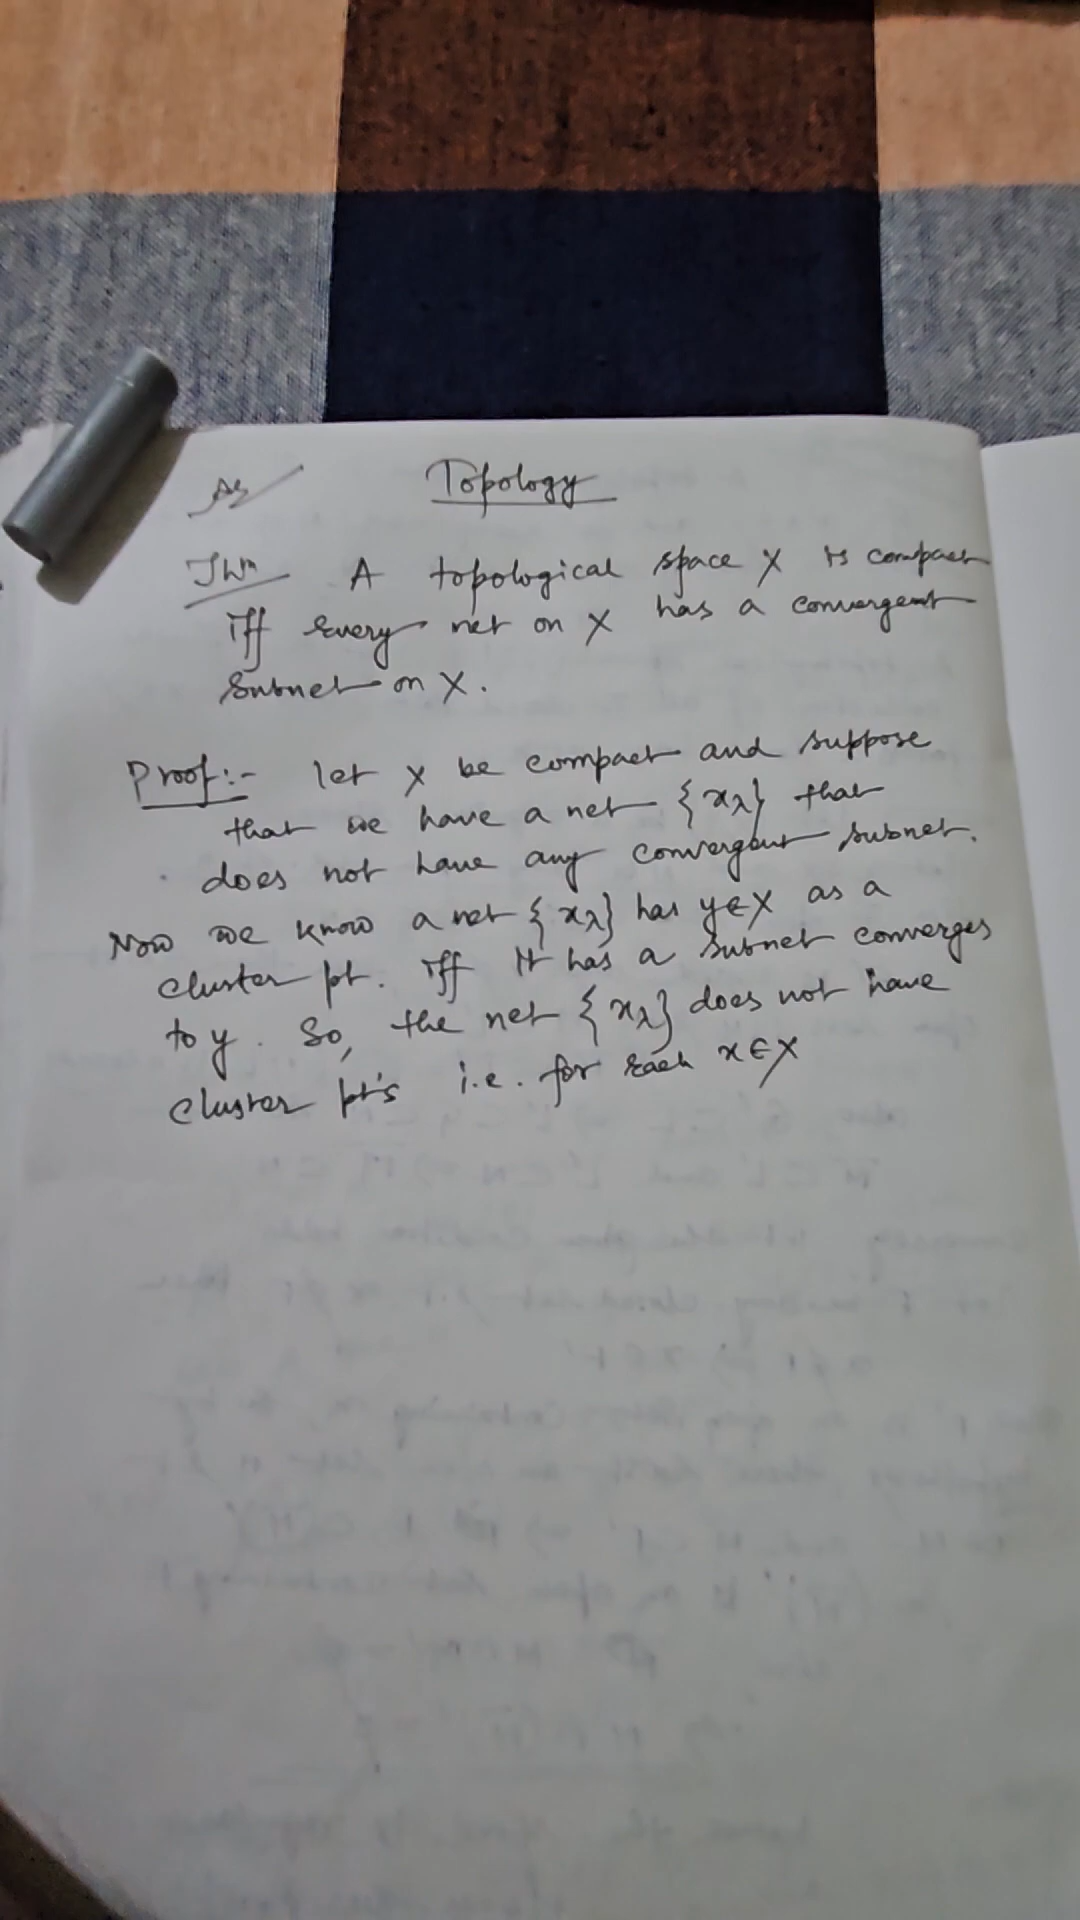 Topology
Thm A topological space X is compact
iff every net on X has a convergent
subnet on X.
Proof:- let X be compact and suppose
that we have a net {xλ} that
does not have any convergent subnet.
Now we know a net {xλ} has y∈X as a
cluster pt. iff it has a subnet converges
to y. So, the net {xλ} does not have
cluster pt's i.e. for each x∈X